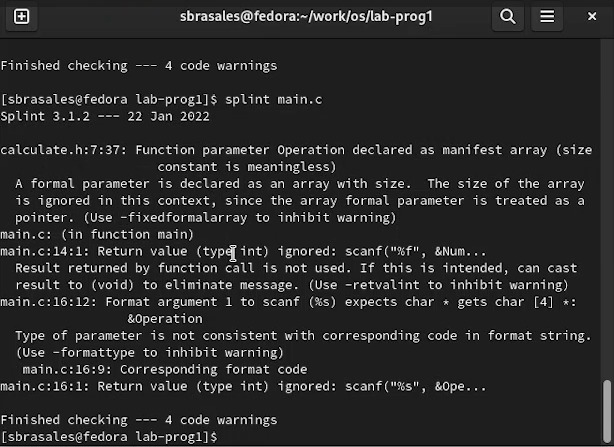 sbrasales@fedora:~/work/os/lab-prog1
Finished checking --- 4 code warnings
[sbrasales@fedora lab-prog1]$ splint main.c
Splint 3.1.2 --- 22 Jan 2022
calculate.h:7:37: Function parameter Operation declared as manifest array (size
constant is meaningless)
A formal parameter is declared as an array with size.  The size of the array
is ignored in this context, since the array formal parameter is treated as a
pointer. (Use -fixedformalarray to inhibit warning)
main.c: (in function main)
main.c:14:1: Return value (type int) ignored: scanf("%f", &Num...
Result returned by function call is not used. If this is intended, can cast
result to (void) to eliminate message. (Use -retvalint to inhibit warning)
main.c:16:12: Format argument 1 to scanf (%s) expects char * gets char [4] *:
&Operation
Type of parameter is not consistent with corresponding code in format string.
(Use -formattype to inhibit warning)
main.c:16:9: Corresponding format code
main.c:16:1: Return value (type int) ignored: scanf("%s", &Ope...
Finished checking --- 4 code warnings
[sbrasales@fedora lab-prog1]$